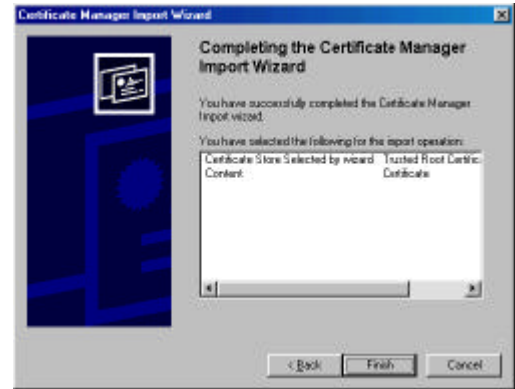 Certificate Manager Import Wizard
Completing the Certificate Manager
Import Wizard
You have successfully completed the Certificate Manager
Import wizard.
You have selected the following for the import operation:
Certificate Store Selected by wizard Trusted Root Certific
Content Certificate
< Back Finish Cancel